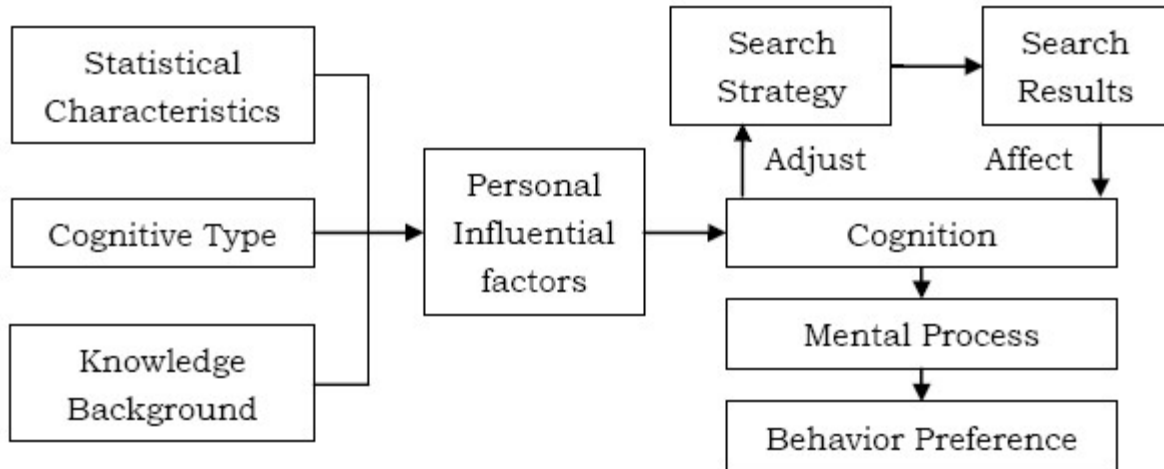 Statistical
Characteristics
Cognitive Type
Knowledge
Background
Personal
Influential
factors
Search
Strategy
Search
Results
Adjust
Affect
Cognition
Mental Process
Behavior Preference